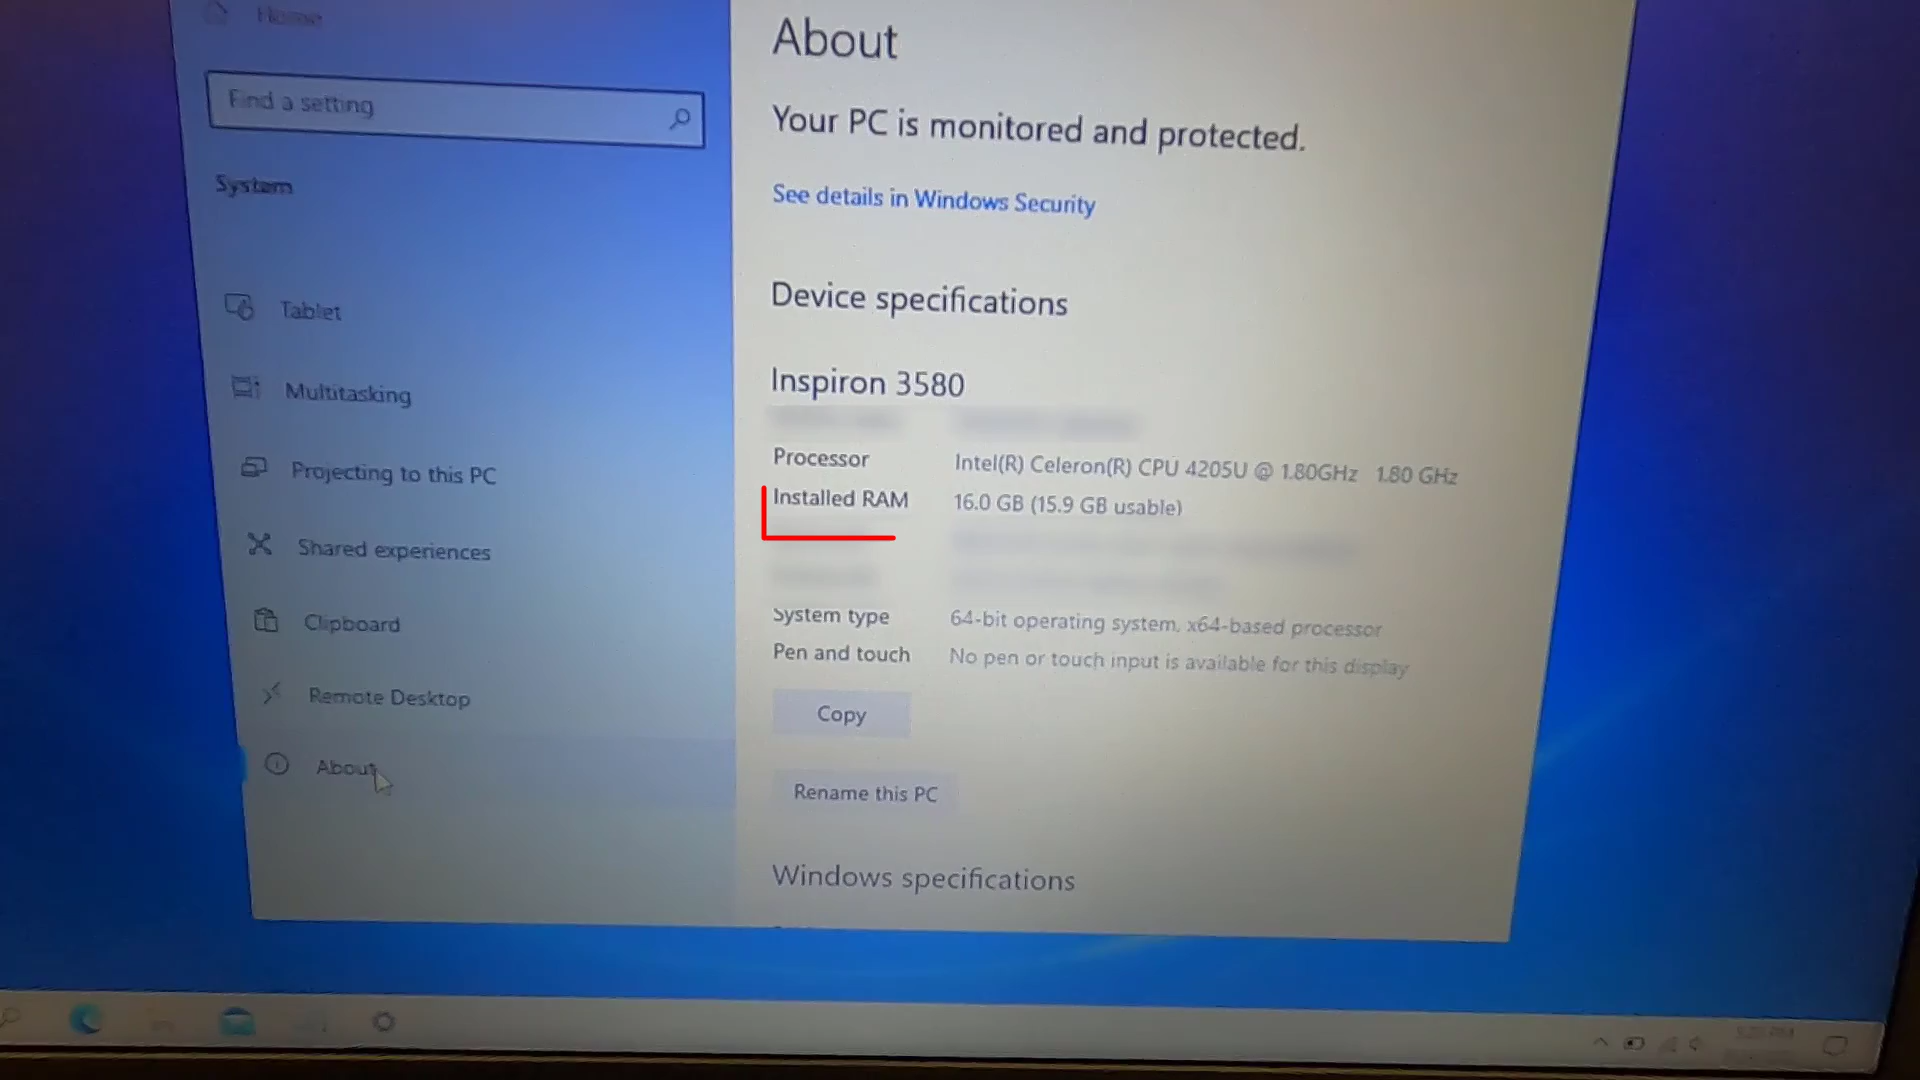 Home
Find a setting
System
Tablet
Multitasking
Projecting to this PC
Shared experiences
Clipboard
Remote Desktop
About
About
Your PC is monitored and protected.
See details in Windows Security
Device specifications
Inspiron 3580
Processor Intel(R) Celeron(R) CPU 4205U @ 1.80GHz 1.80 GHz
Installed RAM 16.0 GB (15.9 GB usable)
System type 64-bit operating system, x64-based processor
Pen and touch No pen or touch input is available for this display
Copy
Rename this PC
Windows specifications